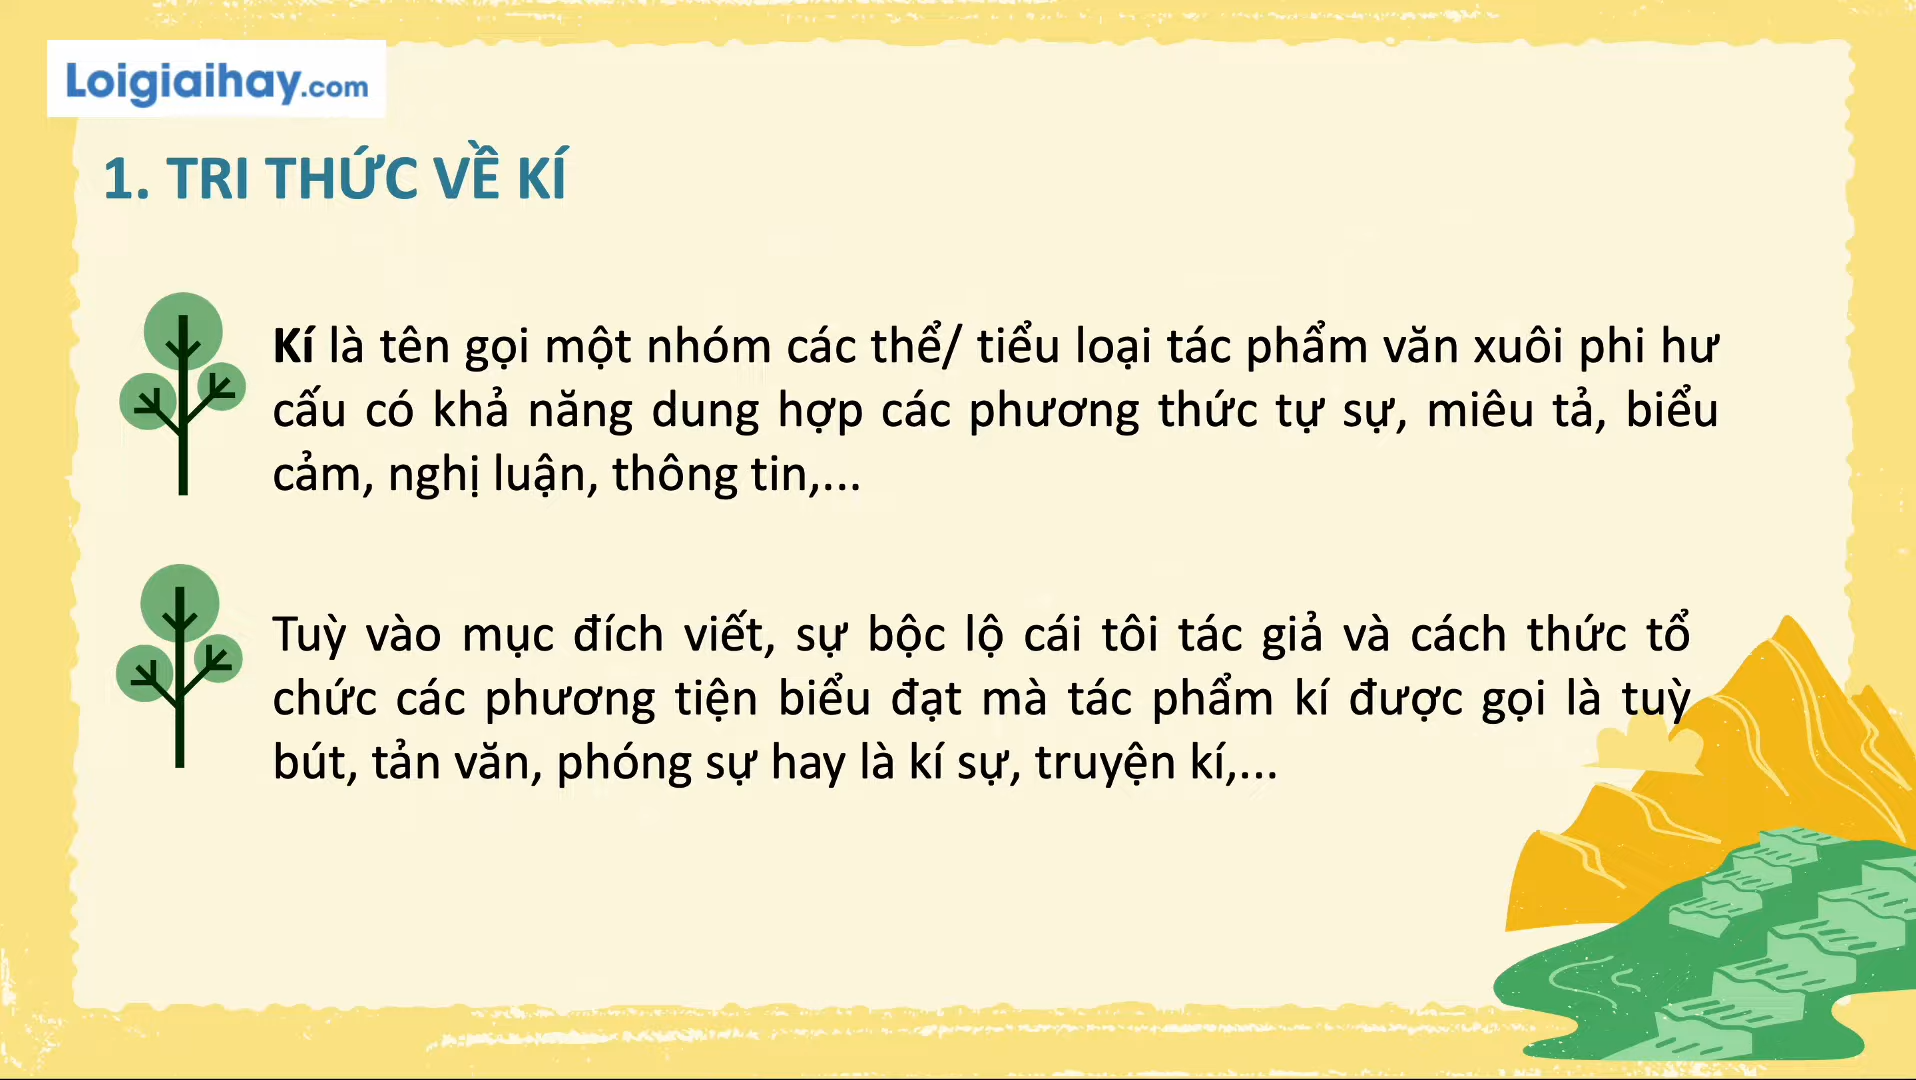 Loigiaihay.com
1. TRI THỨC VỀ KÍ
Kí là tên gọi một nhóm các thể/ tiểu loại tác phẩm văn xuôi phi hư
cấu có khả năng dung hợp các phương thức tự sự, miêu tả, biểu
cảm, nghị luận, thông tin,...
Tuỳ vào mục đích viết, sự bộc lộ cái tôi tác giả và cách thức tổ
chức các phương tiện biểu đạt mà tác phẩm kí được gọi là tuỳ
bút, tản văn, phóng sự hay là kí sự, truyện kí,...